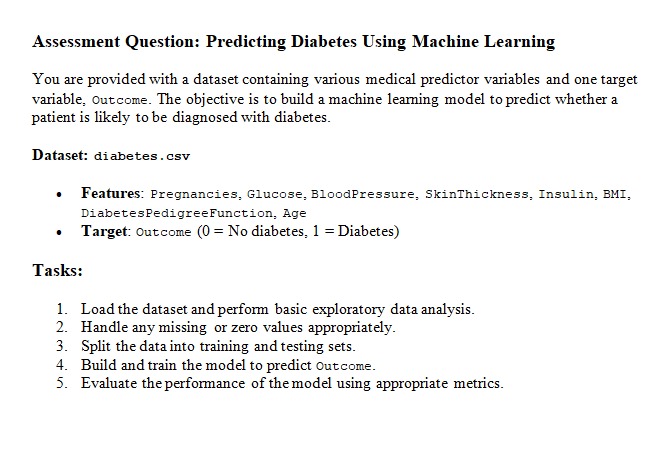 Assessment Question: Predicting Diabetes Using Machine Learning
You are provided with a dataset containing various medical predictor variables and one target
variable, Outcome. The objective is to build a machine learning model to predict whether a
patient is likely to be diagnosed with diabetes.
Dataset: diabetes.csv
• Features: Pregnancies, Glucose, BloodPressure, SkinThickness, Insulin, BMI,
DiabetesPedigreeFunction, Age
• Target: Outcome (0 = No diabetes, 1 = Diabetes)
Tasks:
1. Load the dataset and perform basic exploratory data analysis.
2. Handle any missing or zero values appropriately.
3. Split the data into training and testing sets.
4. Build and train the model to predict Outcome.
5. Evaluate the performance of the model using appropriate metrics.